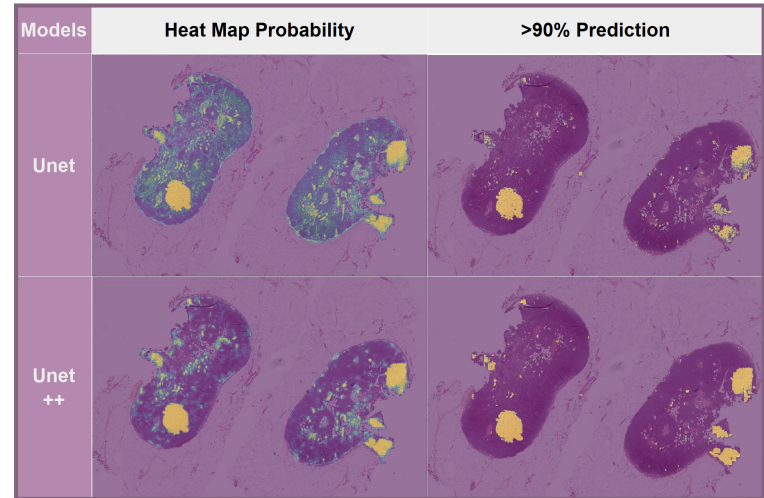 Models
Heat Map Probability
>90% Prediction
Unet
Unet
++